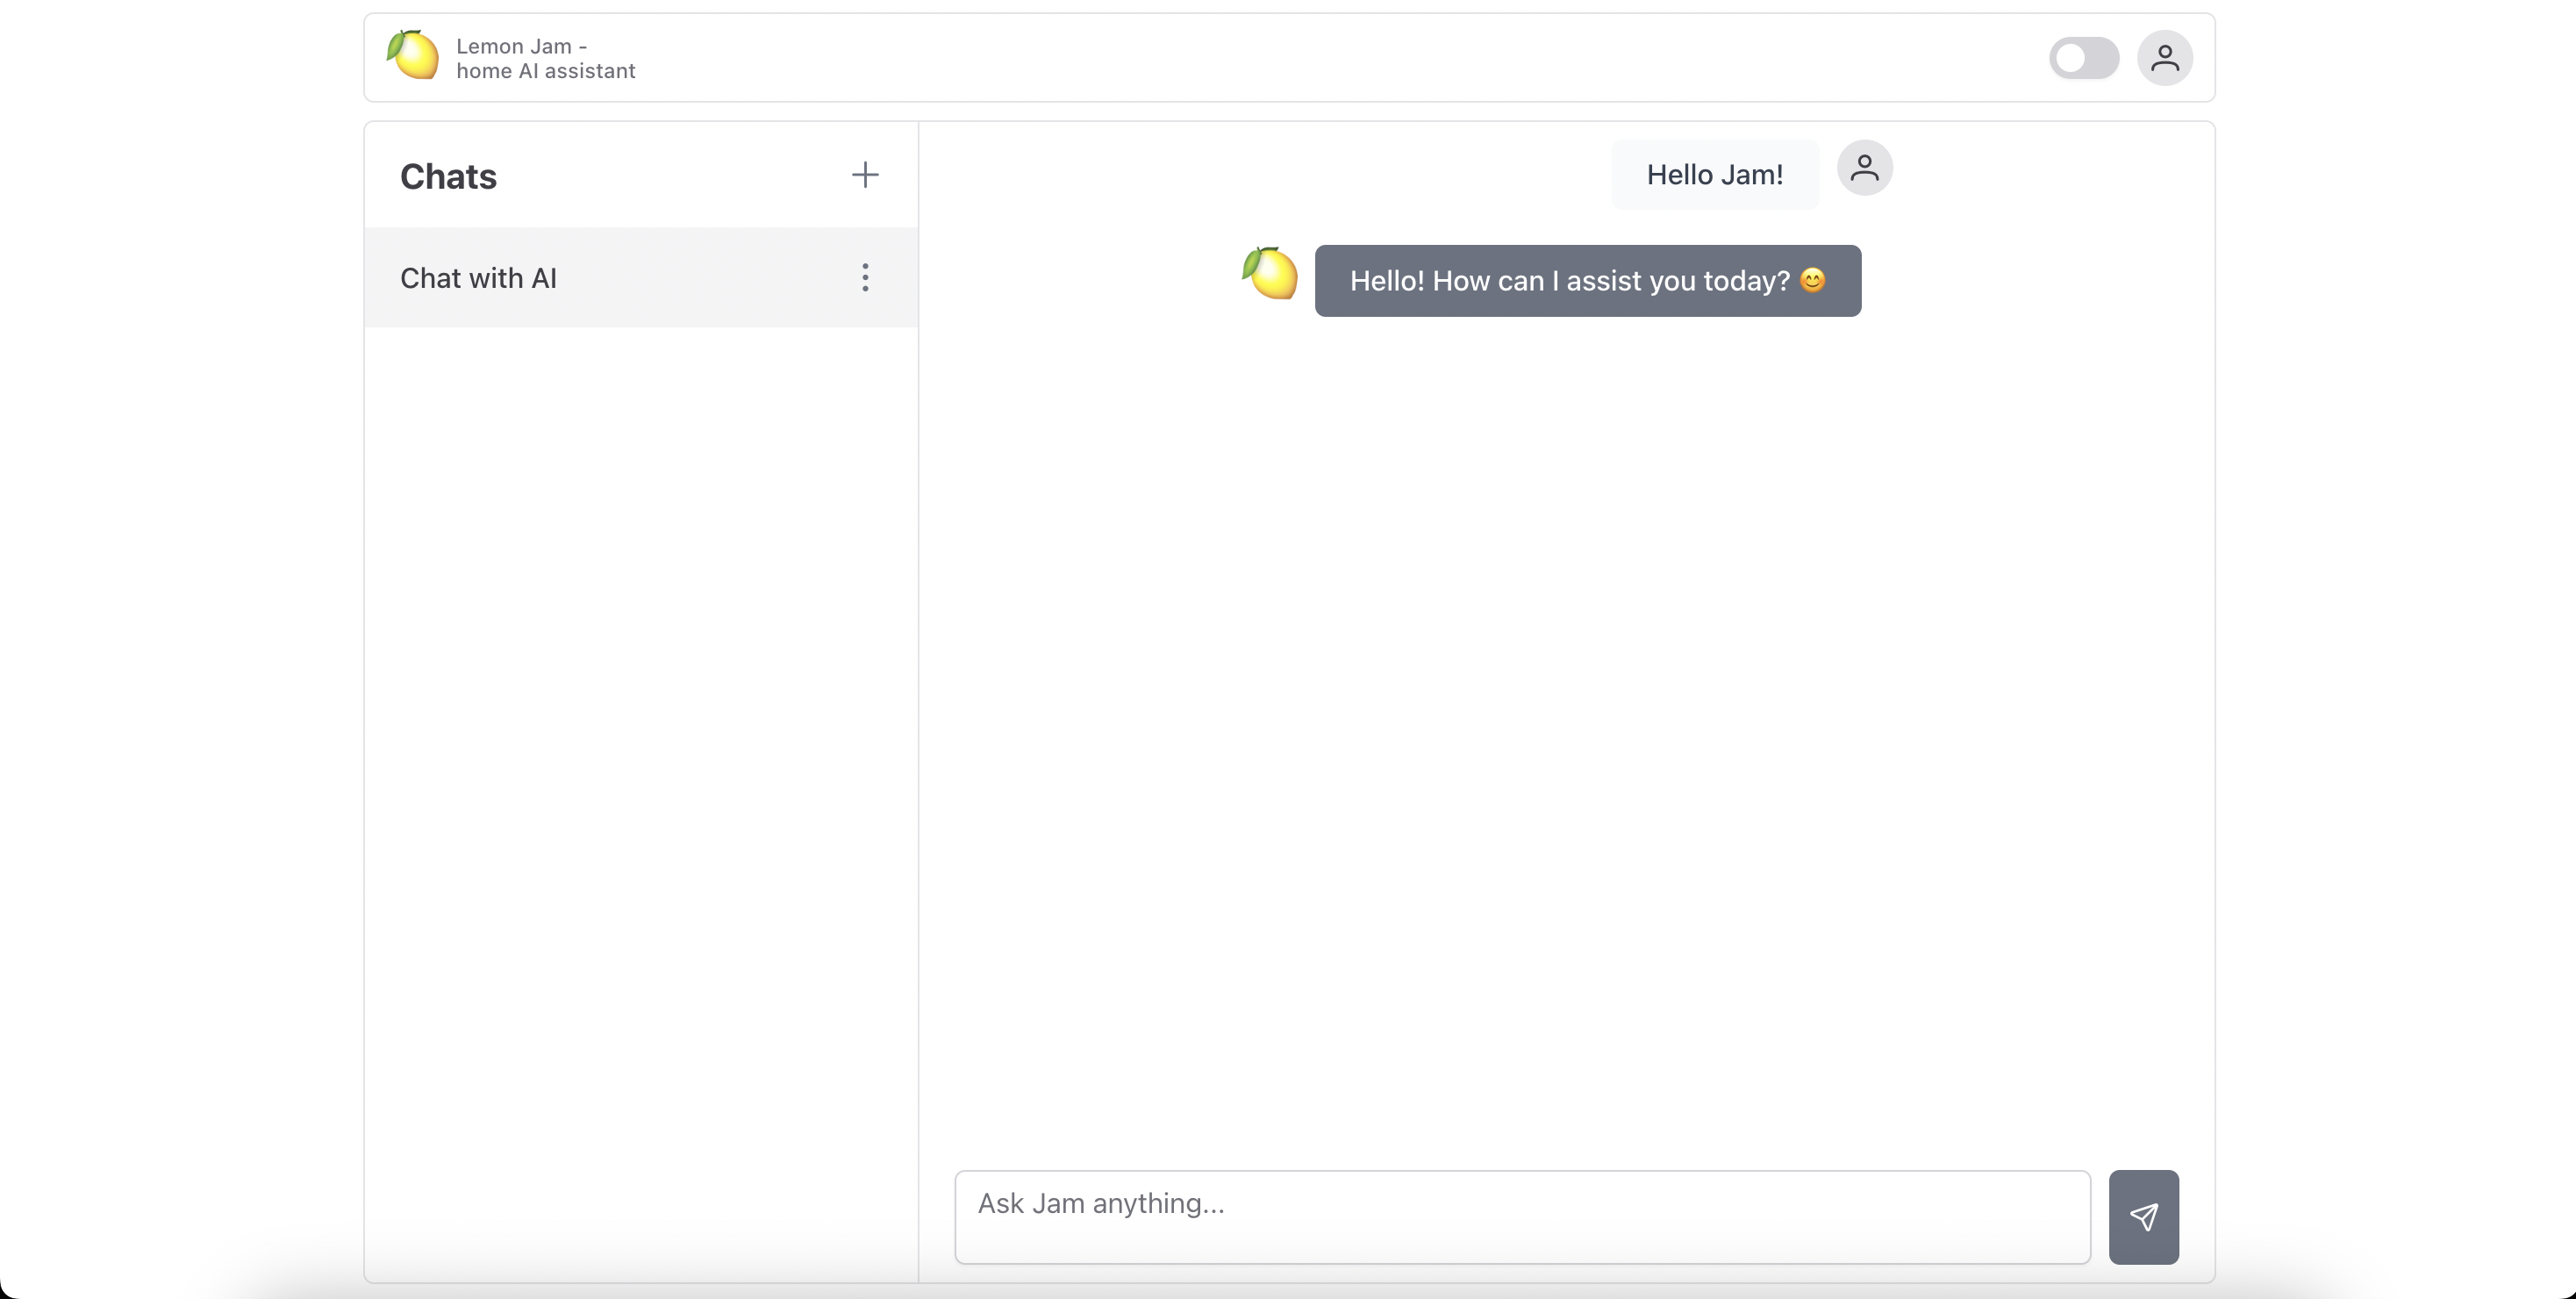 Lemon Jam -
home AI assistant
Chats
Chat with AI
Hello Jam!
Hello! How can I assist you today? 😊
Ask Jam anything...